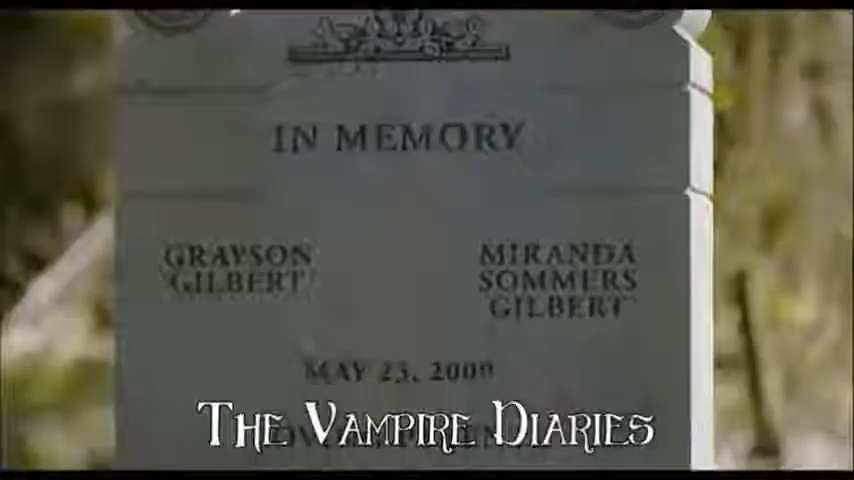 IN MEMORY
GRAYSON
GILBERT
MIRANDA
SOMMERS
GILBERT
MAY 23, 2009
The Vampire Diaries